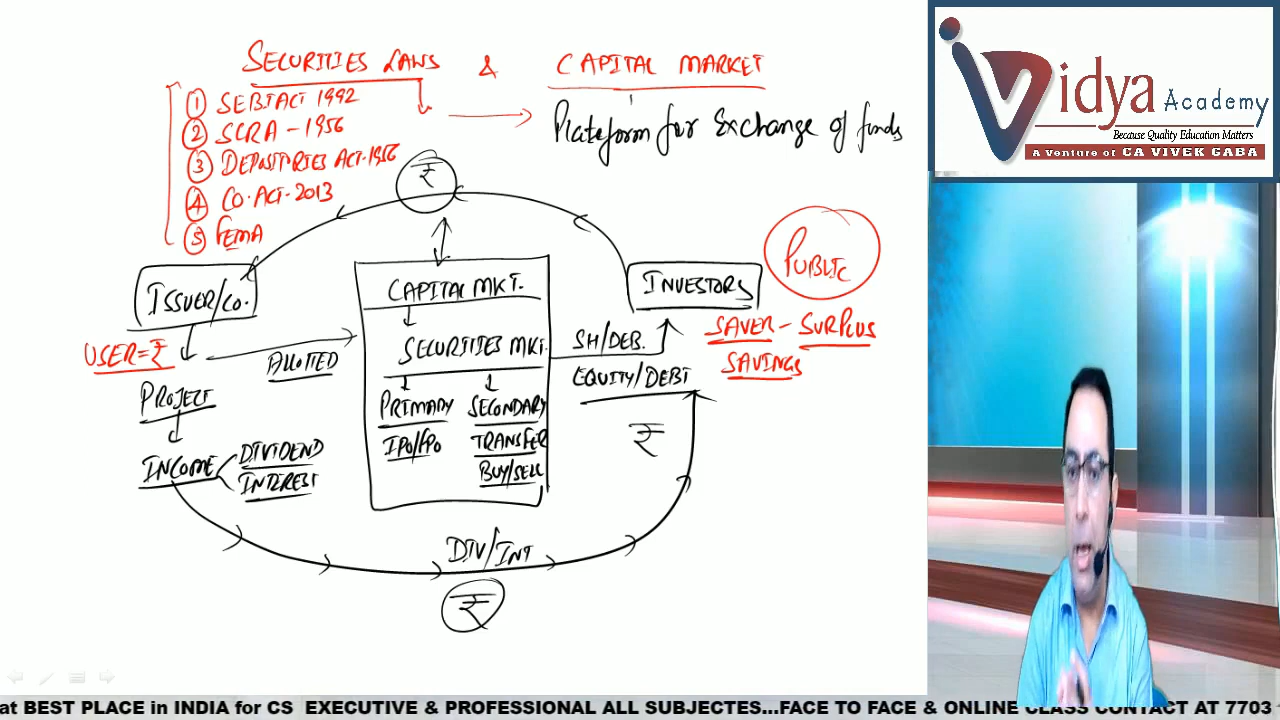 SECURITIES LAWS & CAPITAL MARKET
① SEBI ACT 1992
② SCRA - 1956
③ DEPOSITORIES ACT-1956
④ CO. ACT-2013
⑤ FEMA
Plateform for Exchange of funds
₹
ISSUER/CO.
USER=₹
PROJECT
INCOME
DIVIDEND
INTEREST
ALLOTTED
CAPITAL MKT.
SECURITIES MKT.
PRIMARY
IPO/FPO
SECONDARY
TRANSFER
BUY/SELL
SH/DEB.
EQUITY/DEBT
₹
INVESTORS
PUBLIC
SAVER - SURPLUS
SAVINGS
DIV/INT
₹
Vidya Academy
Because Quality Education Matters
A Venture of CA VIVEK GABA
at BEST PLACE in INDIA for CS EXECUTIVE & PROFESSIONAL ALL SUBJECTES...FACE TO FACE & ONLINE CLASS CONTACT AT 7703